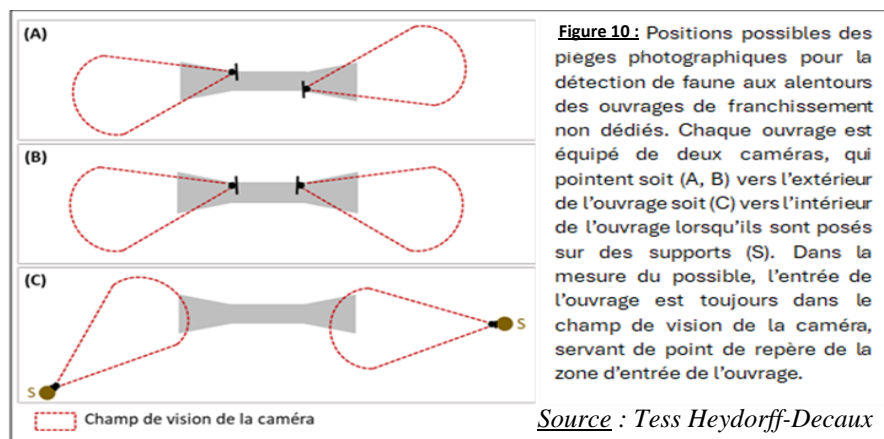 (A)
(B)
(C)
S
S
Champ de vision de la caméra
Figure 10 : Positions possibles des
pièges photographiques pour la
détection de faune aux alentours
des ouvrages de franchissement
non dédiés. Chaque ouvrage est
équipé de deux caméras, qui
pointent soit (A, B) vers l'extérieur
de l'ouvrage soit (C) vers l'intérieur
de l'ouvrage lorsqu'ils sont posés
sur des supports (S). Dans la
mesure du possible, l'entrée de
l'ouvrage est toujours dans le
champ de vision de la caméra,
servant de point de repère de la
zone d'entrée de l'ouvrage.
Source : Tess Heydorff-Decaux